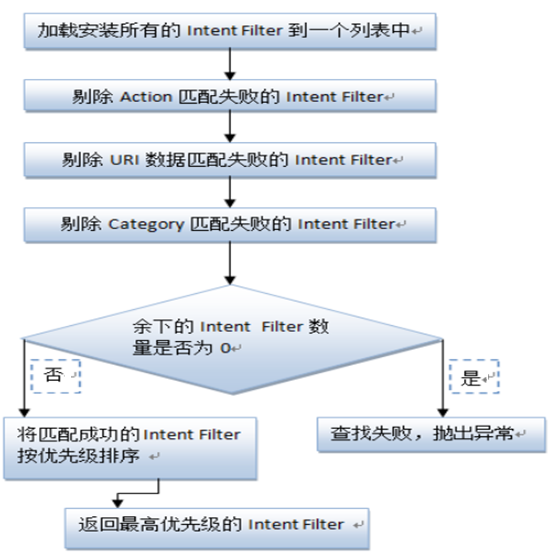 加载安装所有的 Intent Filter 到一个列表中↵
剔除 Action 匹配失败的 Intent Filter↵
剔除 URI 数据匹配失败的 Intent Filter↵
剔除 Category 匹配失败的 Intent Filter↵
余下的 Intent Filter 数
量是否为 0↵
否 ↵
是↵
将匹配成功的 Intent Filter
按优先级排序 ↵
查找失败，抛出异常↵
返回最高优先级的 Intent Filter ↵